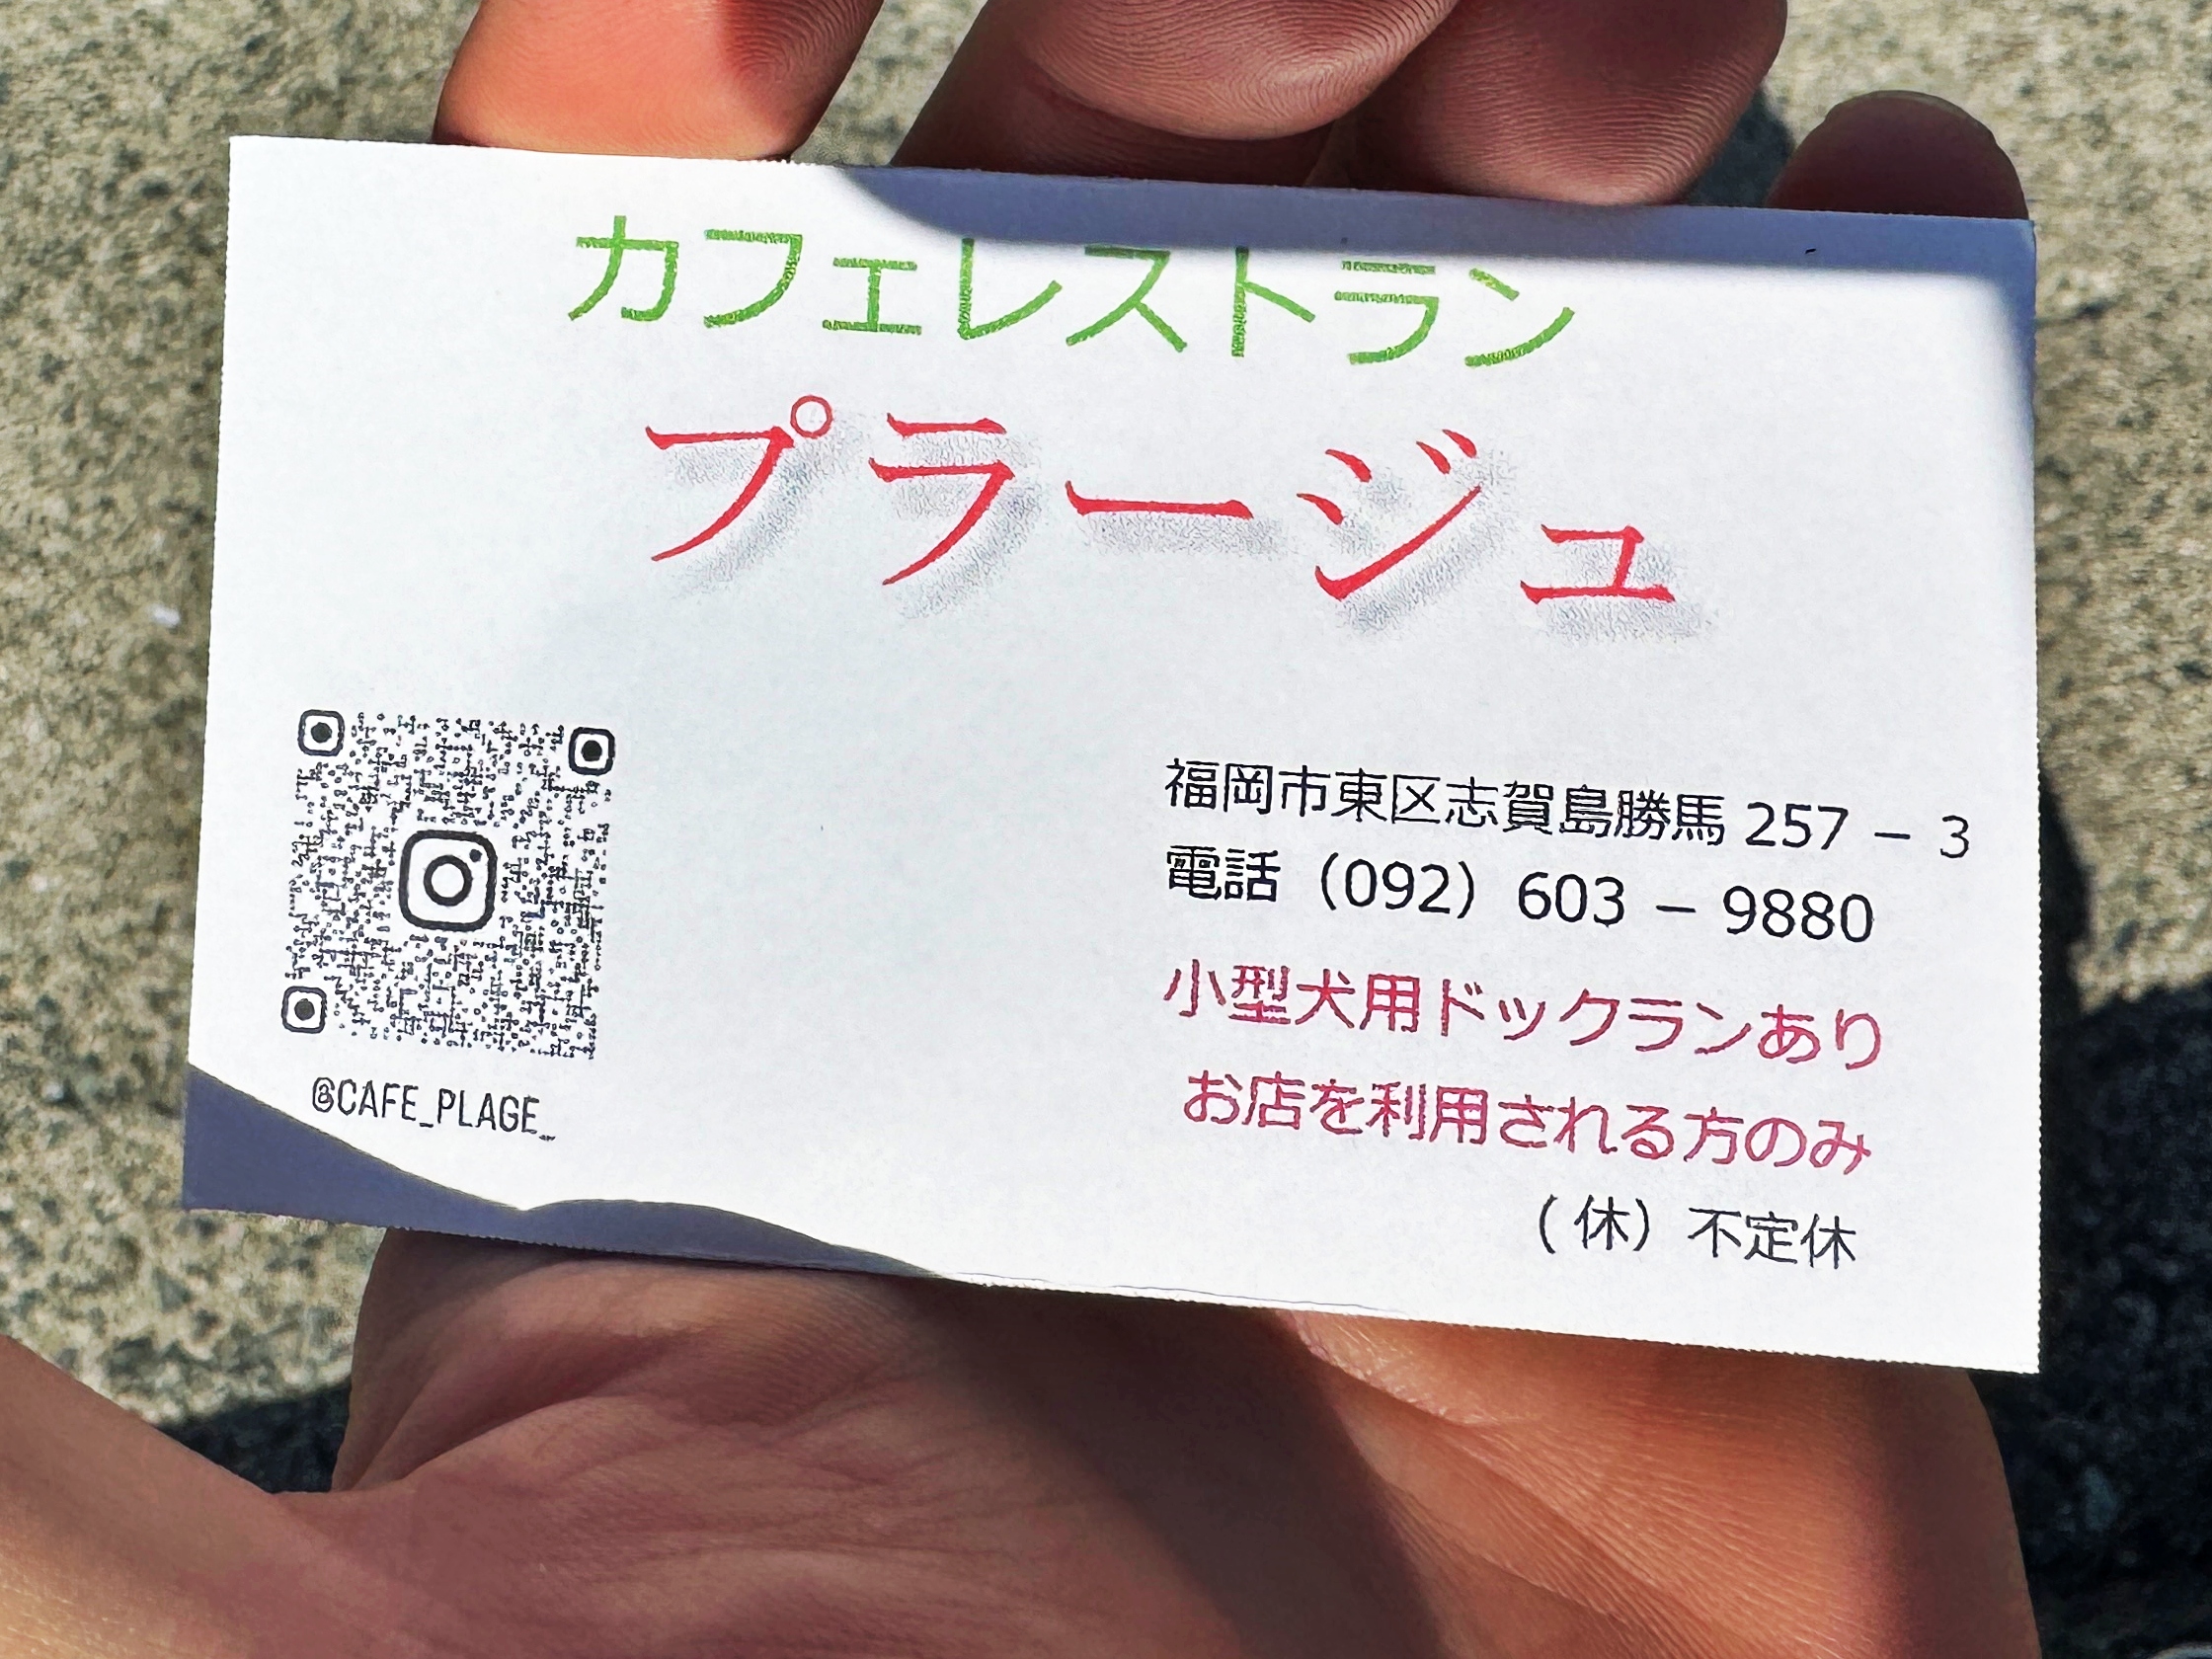 カフェレストラン
プラージュ
福岡市東区志賀島勝馬 257 − 3
電話（092）603 − 9880
小型犬用ドックランあり
お店を利用される方のみ
（休）不定休
@CAFE_PLAGE_